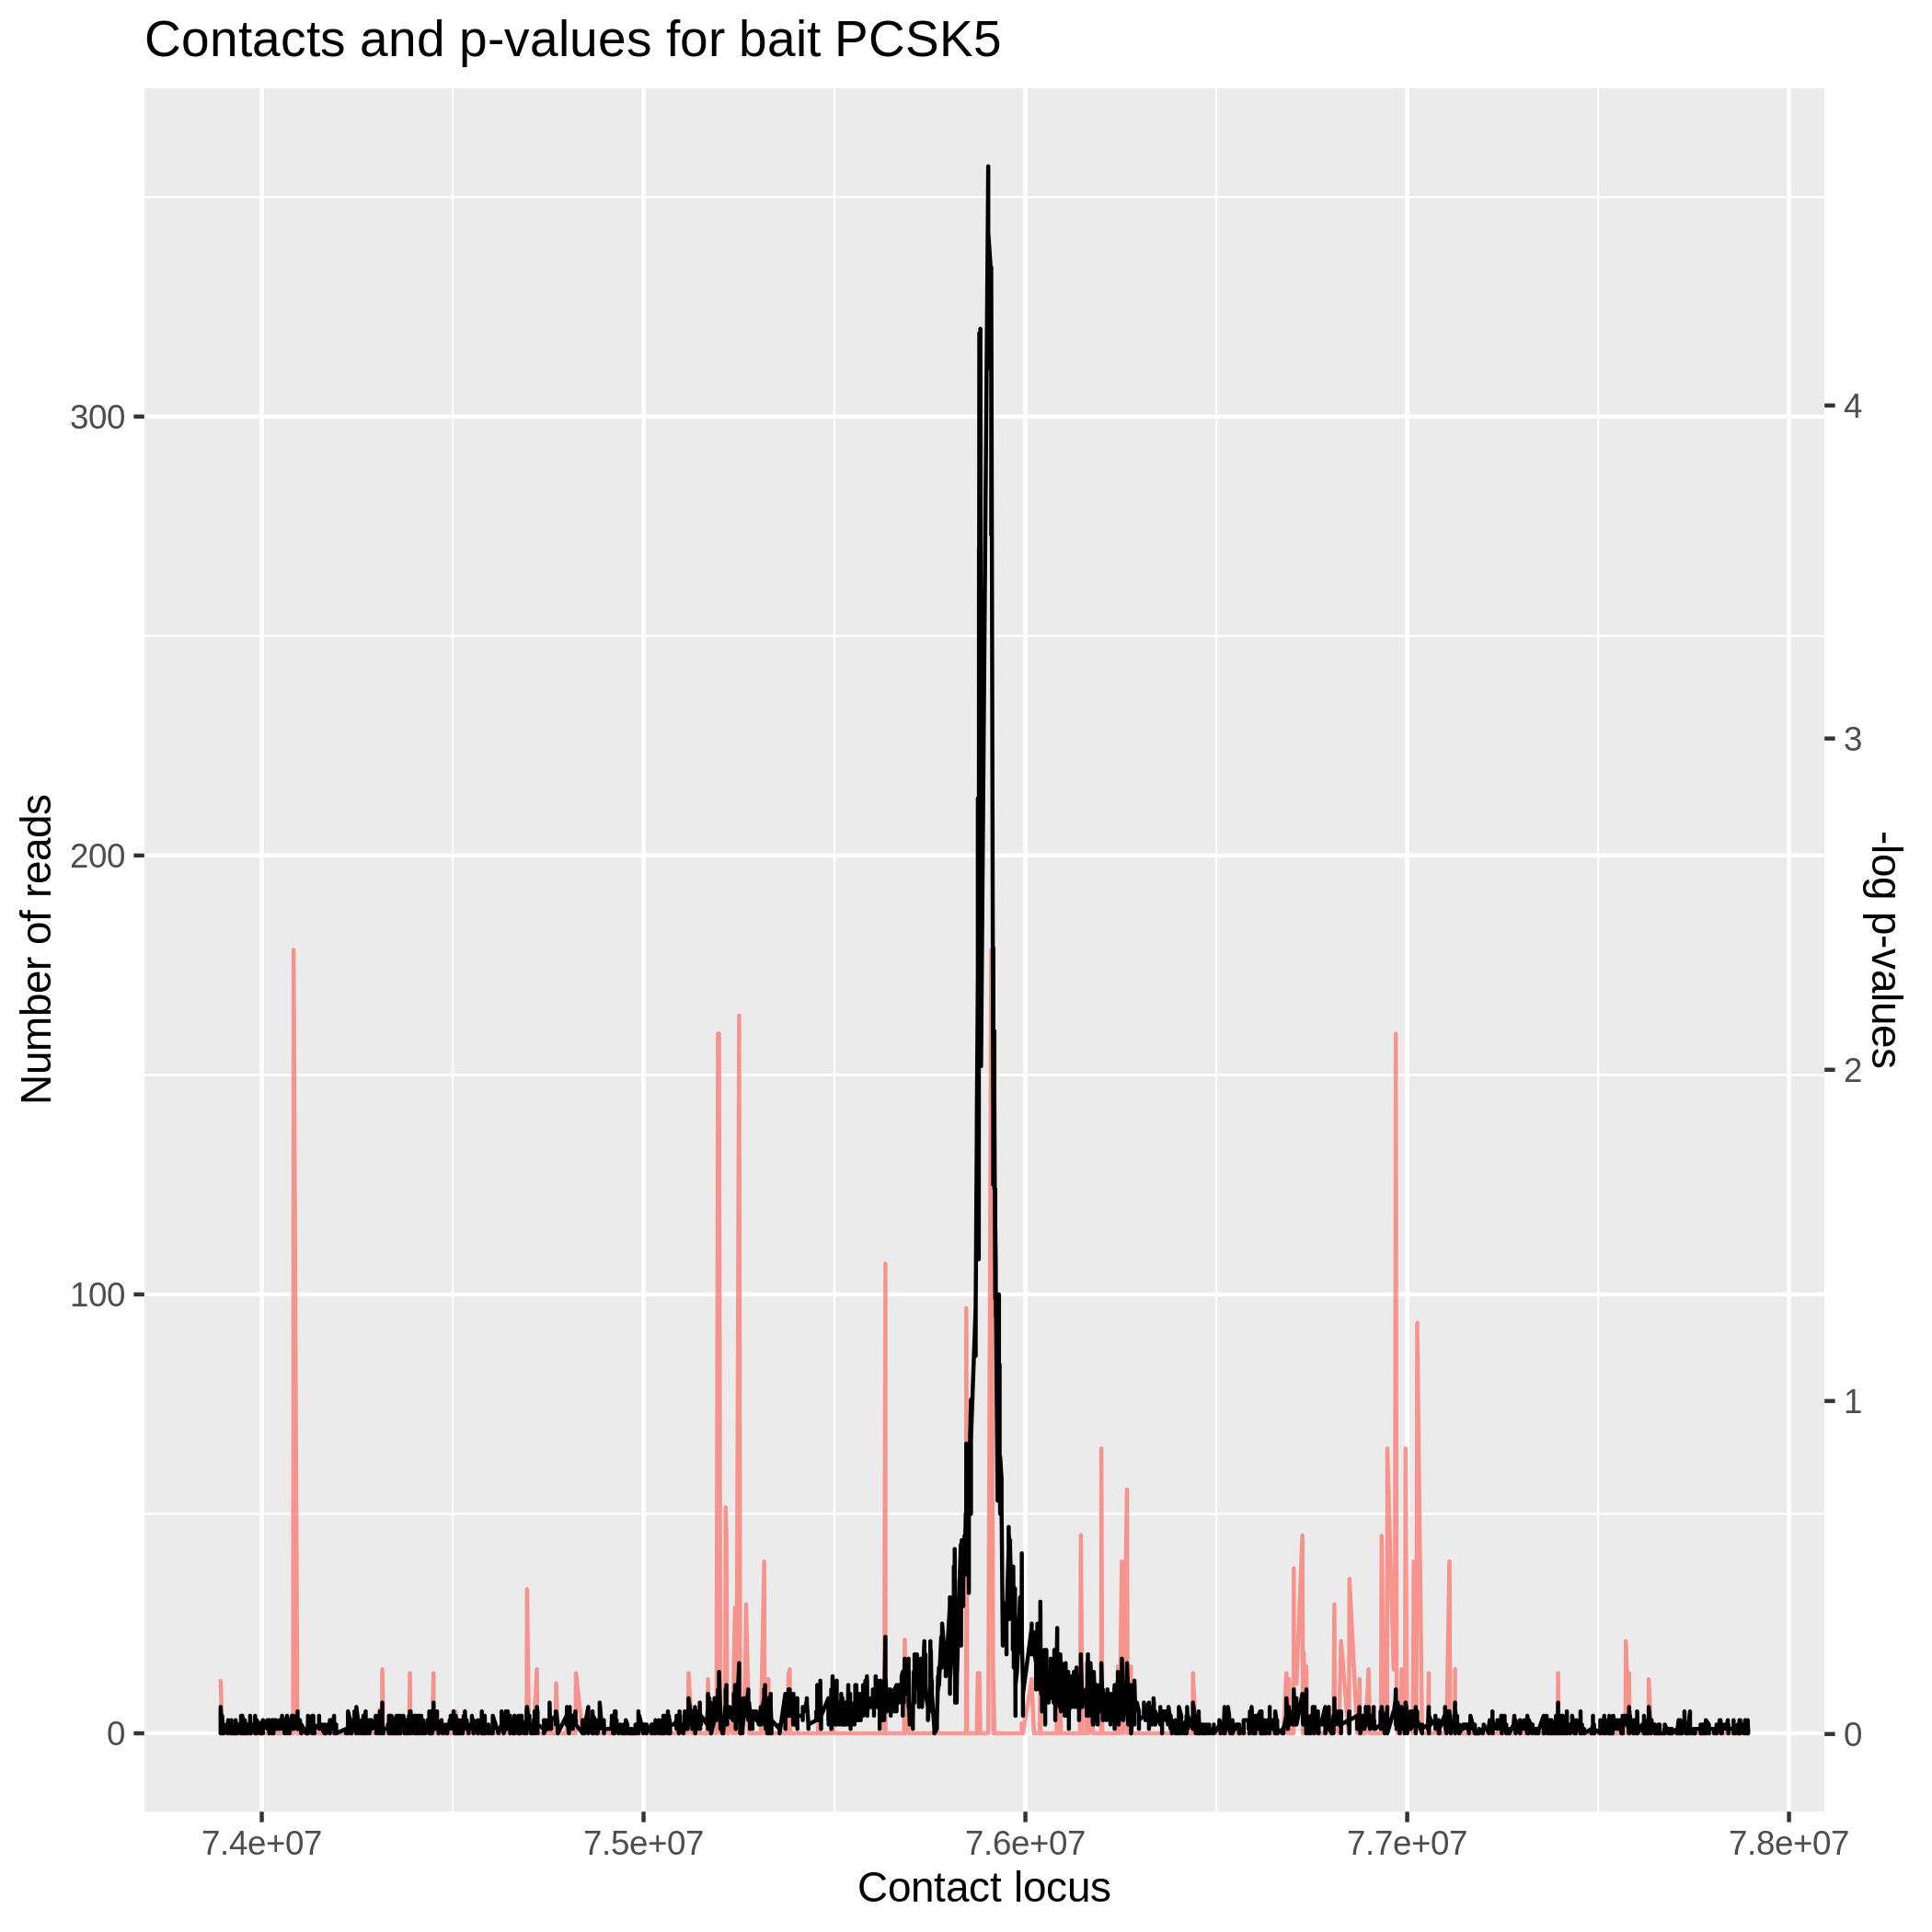 Contacts and p-values for bait PCSK5
Number of reads
300
200
100
0
4
3
2
1
0
-log p-values
7.4e+07 7.5e+07 7.6e+07 7.7e+07 7.8e+07
Contact locus